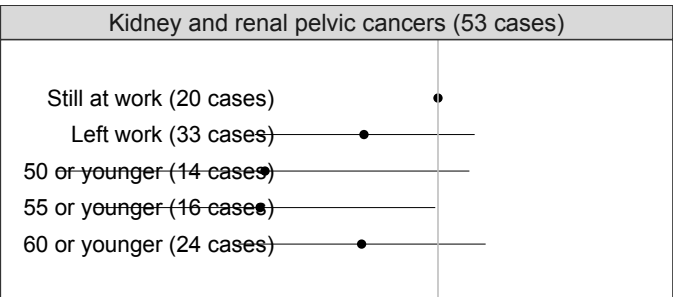 Kidney and renal pelvic cancers (53 cases)
Still at work (20 cases)
Left work (33 cases)
50 or younger (14 cases)
55 or younger (16 cases)
60 or younger (24 cases)